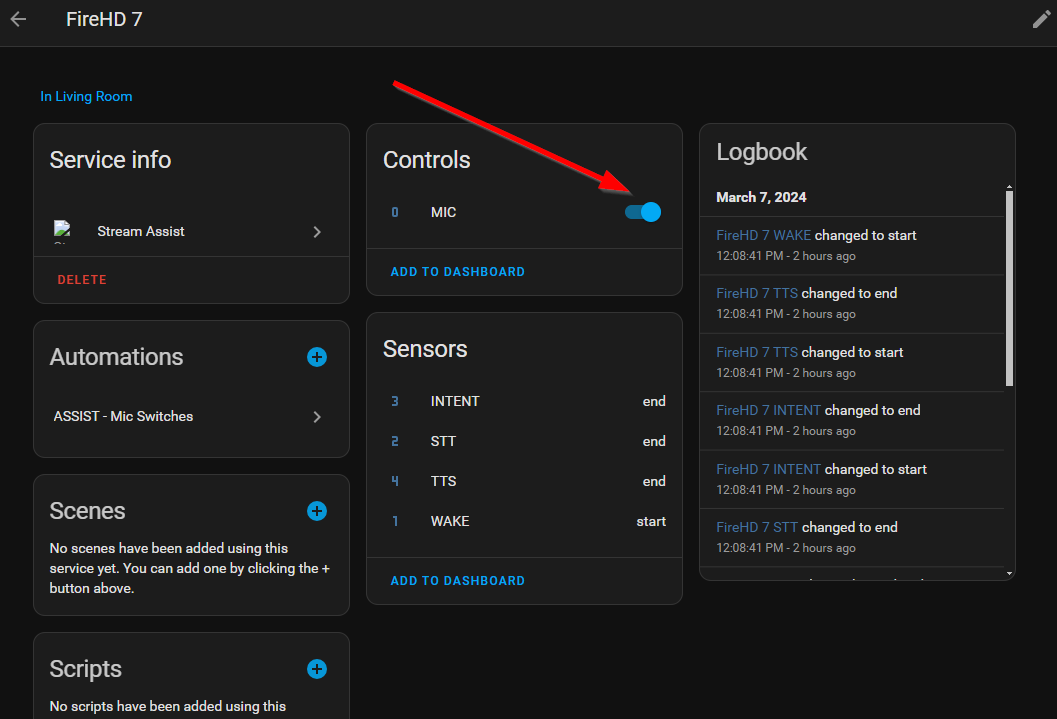 FireHD 7
In Living Room
Service info
Stream Assist
DELETE
Automations
ASSIST - Mic Switches
Scenes
No scenes have been added using this
service yet. You can add one by clicking the +
button above.
Scripts
No scripts have been added using this
Controls
0 MIC
ADD TO DASHBOARD
Sensors
3 INTENT end
2 STT end
4 TTS end
1 WAKE start
ADD TO DASHBOARD
Logbook
March 7, 2024
FireHD 7 WAKE changed to start
12:08:41 PM - 2 hours ago
FireHD 7 TTS changed to end
12:08:41 PM - 2 hours ago
FireHD 7 TTS changed to start
12:08:41 PM - 2 hours ago
FireHD 7 INTENT changed to end
12:08:41 PM - 2 hours ago
FireHD 7 INTENT changed to start
12:08:41 PM - 2 hours ago
FireHD 7 STT changed to end
12:08:41 PM - 2 hours ago